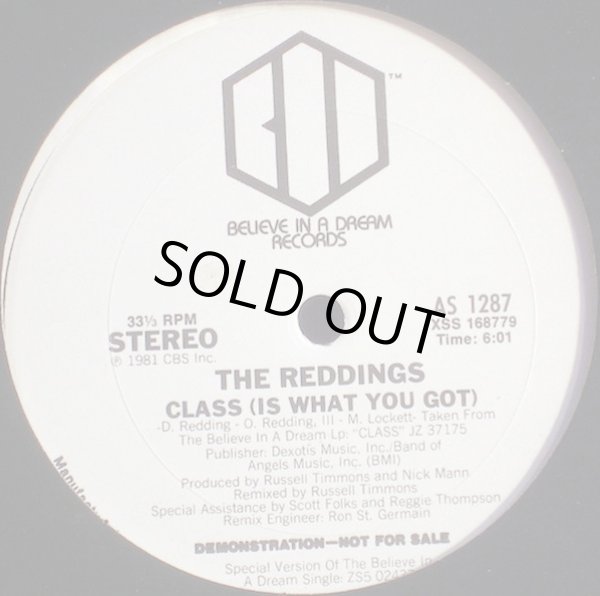 BID
TM
BELIEVE IN A DREAM
RECORDS
SOLD OUT
33⅓ RPM
STEREO
℗ 1981 CBS Inc.
AS 1287
XSS 168779
Time: 6:01
THE REDDINGS
CLASS (IS WHAT YOU GOT)
-D. Redding - O. Redding, III - M. Lockett- Taken From
The Believe In A Dream Lp: "CLASS" JZ 37175
Publisher: Dexotis Music, Inc./Band of
Angels Music, Inc. (BMI)
Produced by Russell Timmons and Nick Mann
Remixed by Russell Timmons
Special Assistance by Scott Folks and Reggie Thompson
Remix Engineer: Ron St. Germain
DEMONSTRATION—NOT FOR SALE
Special Version Of The Believe In
A Dream Single: ZS5